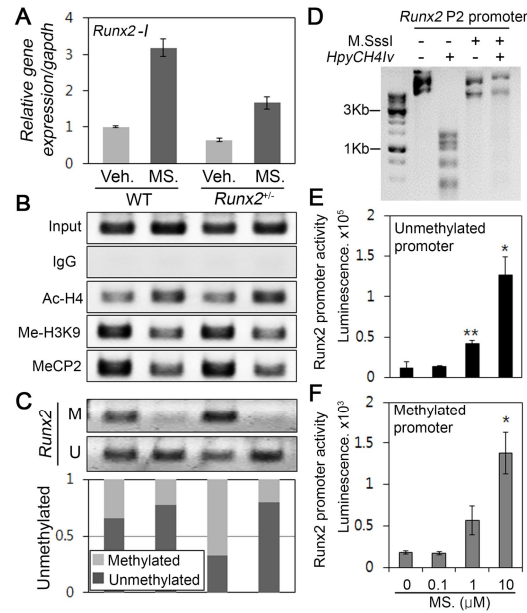 A
Runx2-I
Relative gene
expression/gapdh
4
3
2
1
0
Veh. MS. Veh. MS.
WT Runx2+/-
B
Input
IgG
Ac-H4
Me-H3K9
MeCP2
C
Runx2
M
U
Unmethylated
1
0.5
0
Methylated
Unmethylated
D
Runx2 P2 promoter
M.SssI - - + +
HpyCH4Iv - + - +
3Kb
1Kb
E
Runx2 promoter activity
Luminescence. x10⁵
2
1.5
1
0.5
0
Unmethylated
promoter
**
*
F
Runx2 promoter activity
Luminescence. x10³
2
1.5
1
0.5
0
Methylated
promoter
*
0 0.1 1 10
MS. (µM)